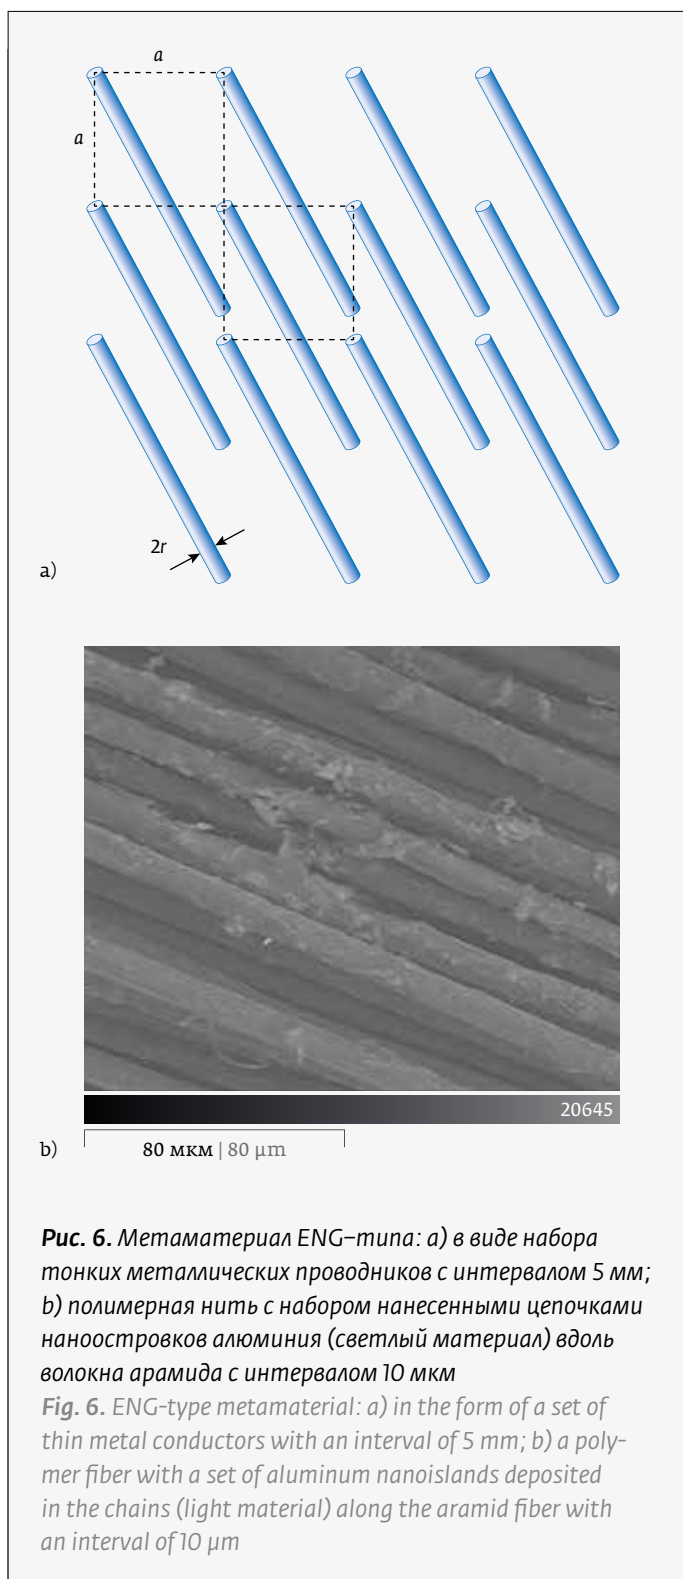 a
a
2r
a)
20645
b)
80 мкм | 80 µm
Рис. 6. Метаматериал ENG–типа: a) в виде набора
тонких металлических проводников с интервалом 5 мм;
b) полимерная нить с набором нанесенными цепочками
наноостровков алюминия (светлый материал) вдоль
волокна арамида с интервалом 10 мкм
Fig. 6. ENG-type metamaterial: a) in the form of a set of
thin metal conductors with an interval of 5 mm; b) a poly-
mer fiber with a set of aluminum nanoislands deposited
in the chains (light material) along the aramid fiber with
an interval of 10 µm